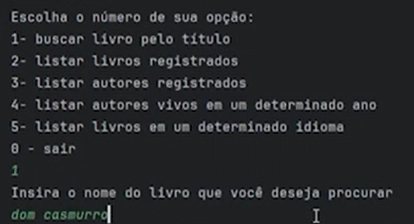 Escolha o número de sua opção:
1- buscar livro pelo título
2- listar livros registrados
3- listar autores registrados
4- listar autores vivos em um determinado ano
5- listar livros em um determinado idioma
0 - sair
1
Insira o nome do livro que você deseja procurar
dom casmurro